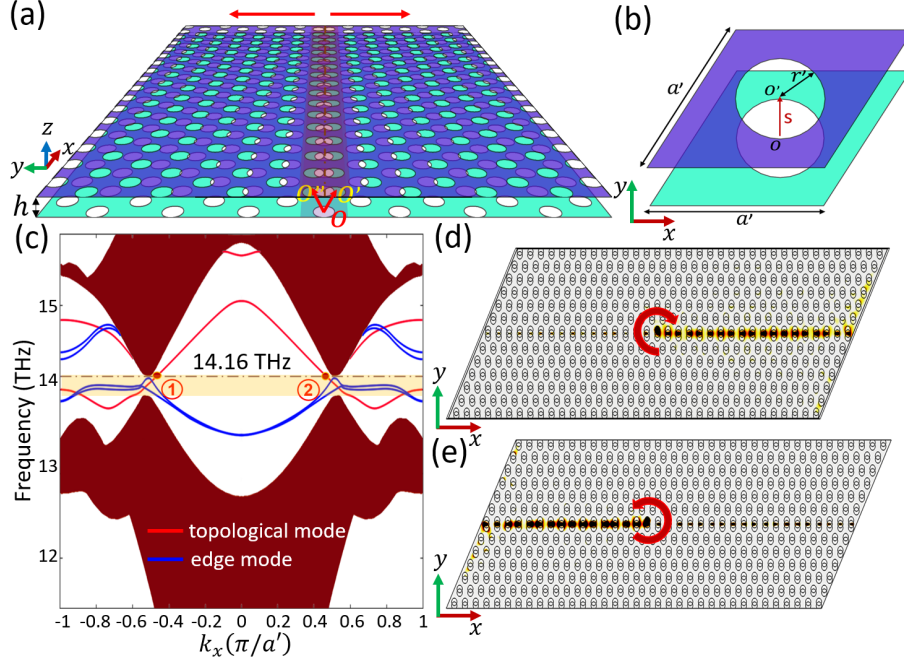 (a)
z
y
x
h
O''
O'
O
(b)
a'
r'
O'
s
O
y
x
a'
(c)
Frequency (THz)
15
14
13
12
14.16 THz
1
2
topological mode
edge mode
-1 -0.8 -0.6 -0.4 -0.2 0 0.2 0.4 0.6 0.8 1
kx(π/a')
(d)
y
x
(e)
y
x